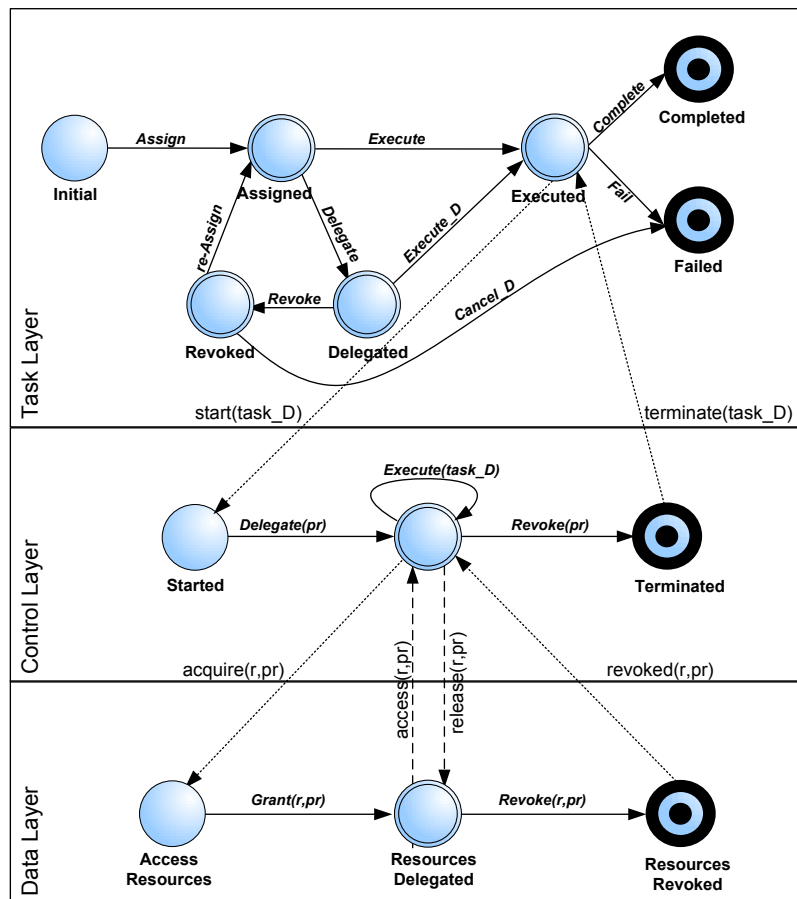 Complete
Completed
Assign
Execute
Initial
Assigned
Executed
Fail
re-Assign
Delegate
Execute_D
Failed
Revoke
Cancel_D
Revoked
Delegated
Task Layer
start(task_D)
terminate(task_D)
Execute(task_D)
Delegate(pr)
Revoke(pr)
Started
Terminated
Control Layer
acquire(r,pr)
access(r,pr)
release(r,pr)
revoked(r,pr)
Grant(r,pr)
Revoke(r,pr)
Access
Resources
Resources
Delegated
Resources
Revoked
Data Layer